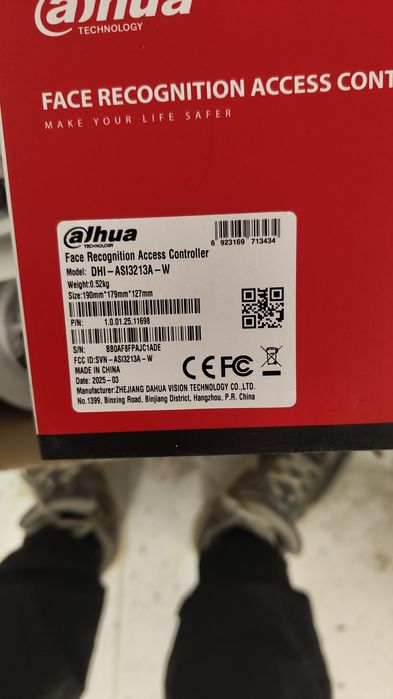 alhua
TECHNOLOGY
FACE RECOGNITION ACCESS CONT
MAKE YOUR LIFE SAFER
6 923169 713434
alhua
TECHNOLOGY
Face Recognition Access Controller
Model: DHI-ASI3213A-W
Weight:0.52kg
Size:190mm*179mm*127mm
P/N: 1.0.01.25.11698
S/N: BB0AF8FPAJC1ADE
FCC ID:SVN-ASI3213A-W
MADE IN CHINA
Date: 2025-03
CE FC
Manufacturer:ZHEJIANG DAHUA VISION TECHNOLOGY CO.,LTD.
No.1399, Binxing Road, Binjiang District, Hangzhou, P.R. China